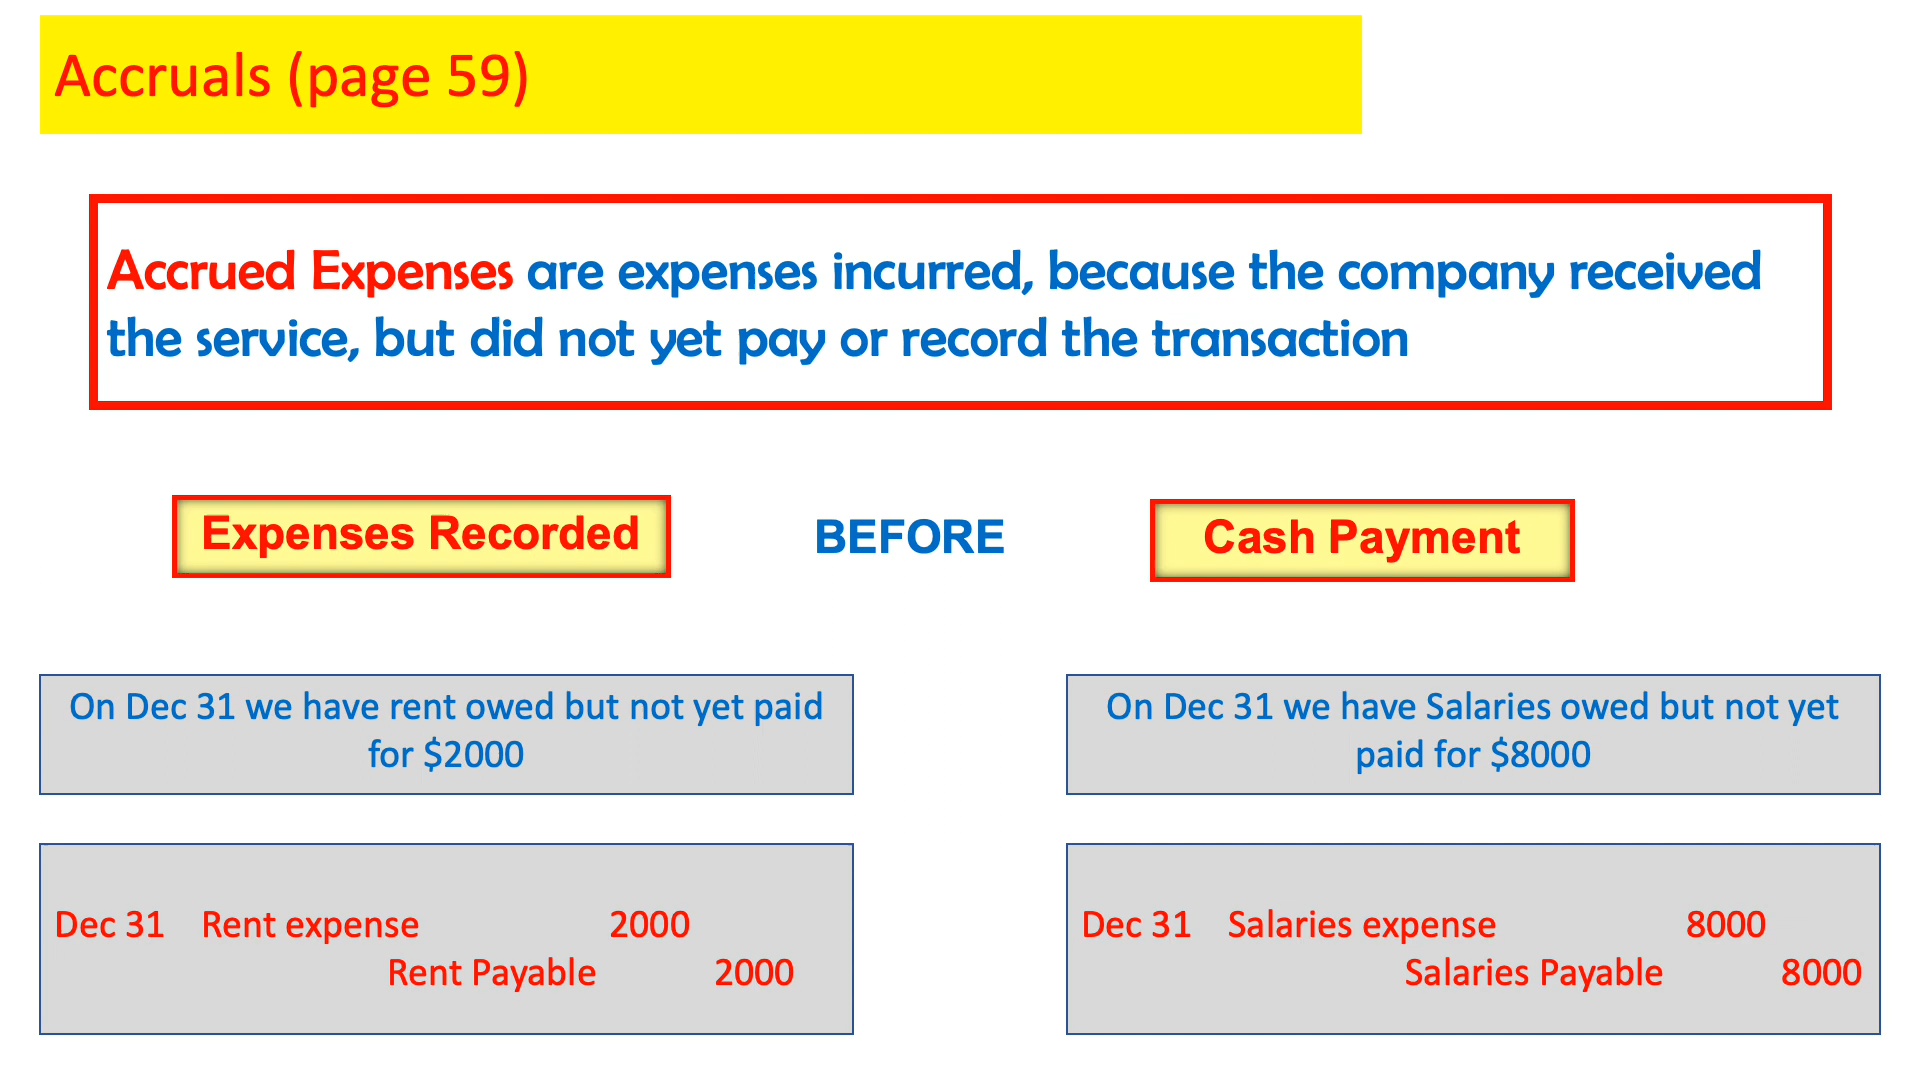 Accruals (page 59)
Accrued Expenses are expenses incurred, because the company received
the service, but did not yet pay or record the transaction
Expenses Recorded BEFORE Cash Payment
On Dec 31 we have rent owed but not yet paid
for $2000
On Dec 31 we have Salaries owed but not yet
paid for $8000
Dec 31 Rent expense 2000
Rent Payable 2000
Dec 31 Salaries expense 8000
Salaries Payable 8000